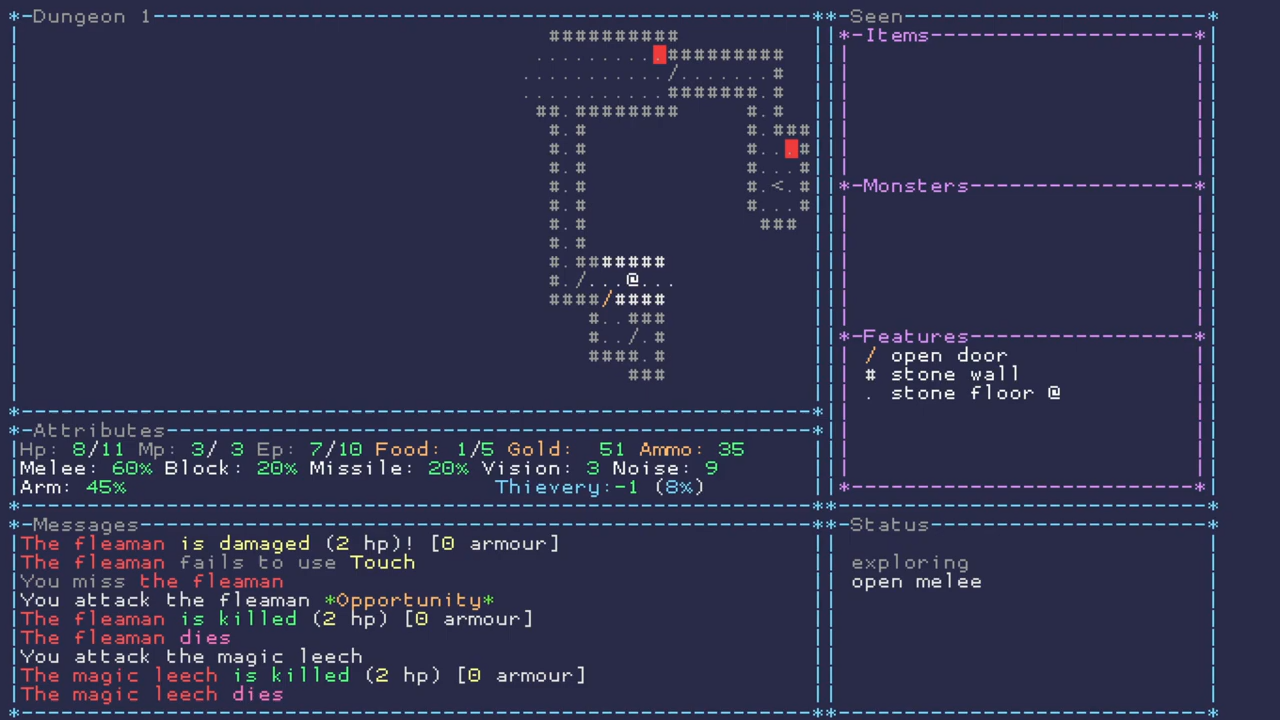 Dungeon 1
Seen
Items
##########
.........#########
.........../.......#
...........#######.#
##.########
#.#
#.#
#.#
#.###
#.#
#...#
#.#
#...#
#.#
#.<.#
#.#
#...#
#.#
###
#.#
#.#######
#./...@...
####/####
#..###
#../.#
####.#
###
Monsters
Features
/ open door
# stone wall
. stone floor @
Attributes
Hp: 8/11 Mp: 3/ 3 Ep: 7/10 Food: 1/5 Gold: 51 Ammo: 35
Melee: 60% Block: 20% Missile: 20% Vision: 3 Noise: 9
Arm: 45% Thievery:-1 (8%)
Messages
The fleaman is damaged (2 hp)! [0 armour]
The fleaman fails to use Touch
You miss the fleaman
You attack the fleaman *Opportunity*
The fleaman is killed (2 hp) [0 armour]
The fleaman dies
You attack the magic leech
The magic leech is killed (2 hp) [0 armour]
The magic leech dies
Status
exploring
open melee